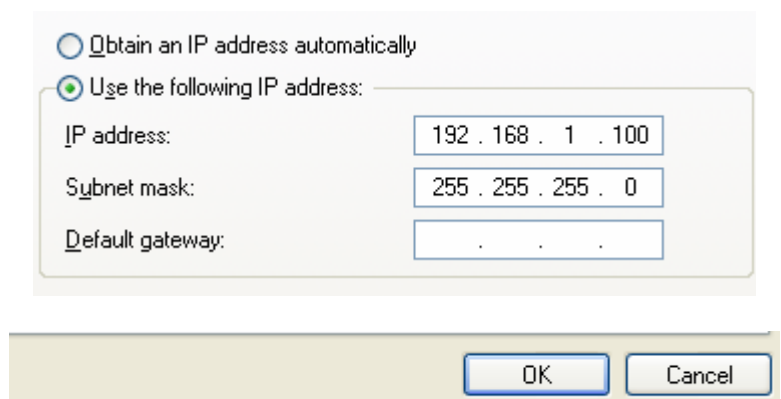 Obtain an IP address automatically
Use the following IP address:
IP address: 192 . 168 . 1 . 100
Subnet mask: 255 . 255 . 255 . 0
Default gateway: . . .
OK Cancel